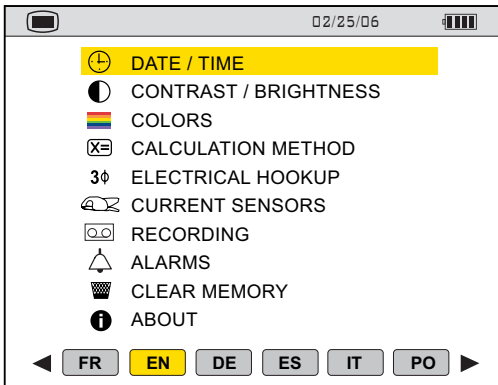 02/25/06
DATE / TIME
CONTRAST / BRIGHTNESS
COLORS
X= CALCULATION METHOD
3ϕ ELECTRICAL HOOKUP
CURRENT SENSORS
RECORDING
ALARMS
CLEAR MEMORY
i ABOUT
FR EN DE ES IT PO